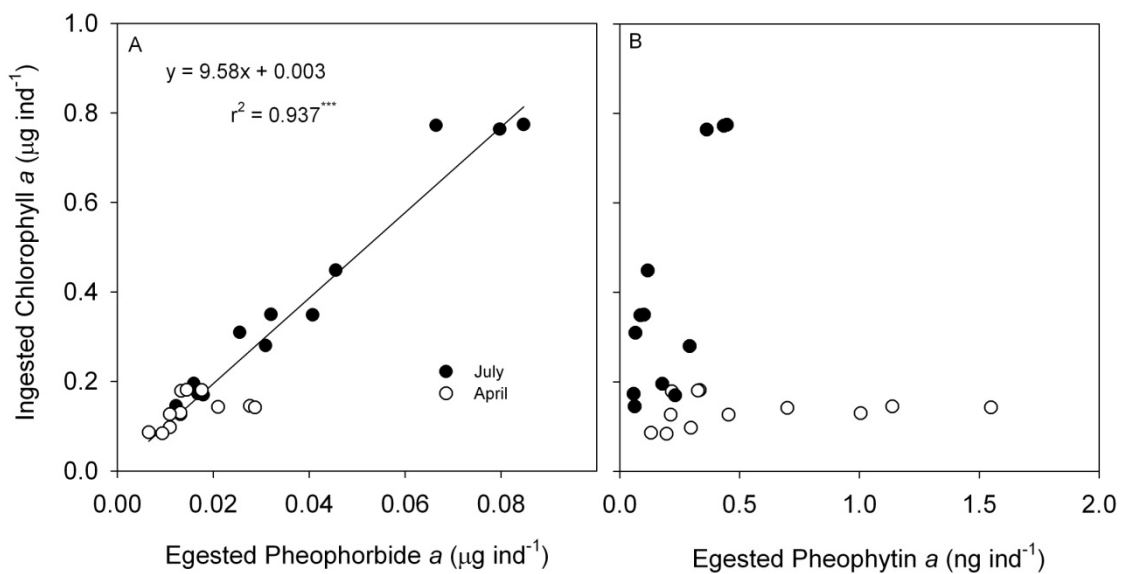 A
y = 9.58x + 0.003
r² = 0.937***
July
April
B
Ingested Chlorophyll a (μg ind⁻¹)
1.0
0.8
0.6
0.4
0.2
0.0
0.00 0.02 0.04 0.06 0.08
0.0 0.5 1.0 1.5 2.0
Egested Pheophorbide a (μg ind⁻¹)
Egested Pheophytin a (ng ind⁻¹)